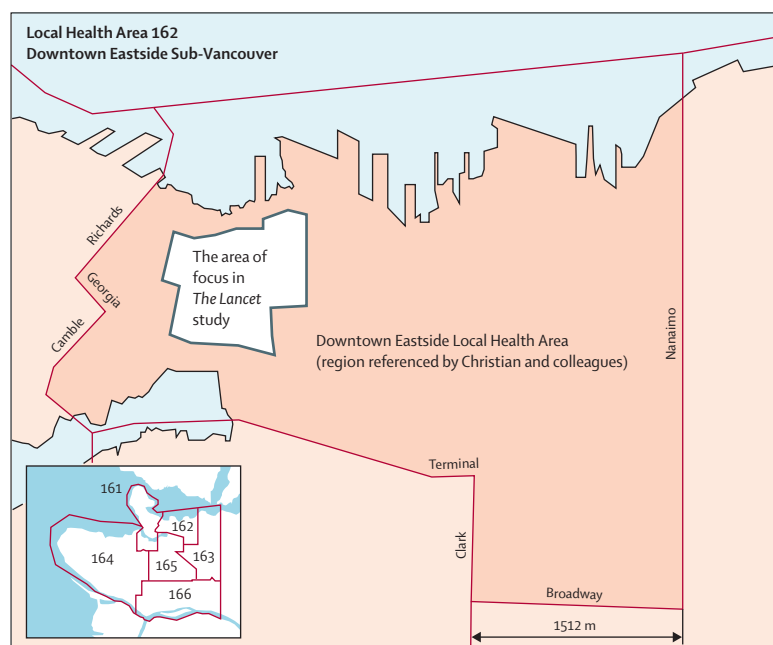 Local Health Area 162
Downtown Eastside Sub-Vancouver
Richards
Georgia
Camble
The area of
focus in
The Lancet
study
Downtown Eastside Local Health Area
(region referenced by Christian and colleagues)
Nanaimo
Terminal
Clark
Broadway
1512 m
161
162
163
164
165
166